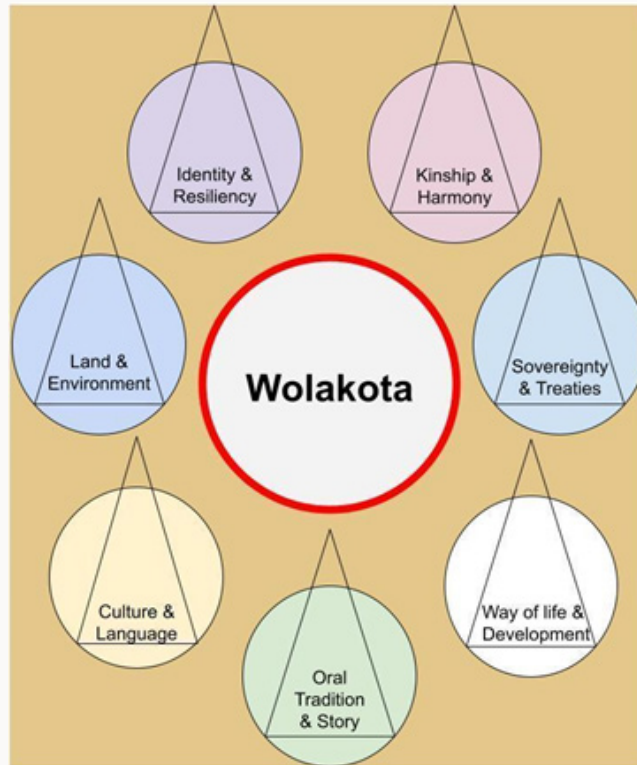 Identity &
Resiliency
Kinship &
Harmony
Land &
Environment
Wolakota
Sovereignty
& Treaties
Culture &
Language
Way of life &
Development
Oral
Tradition
& Story